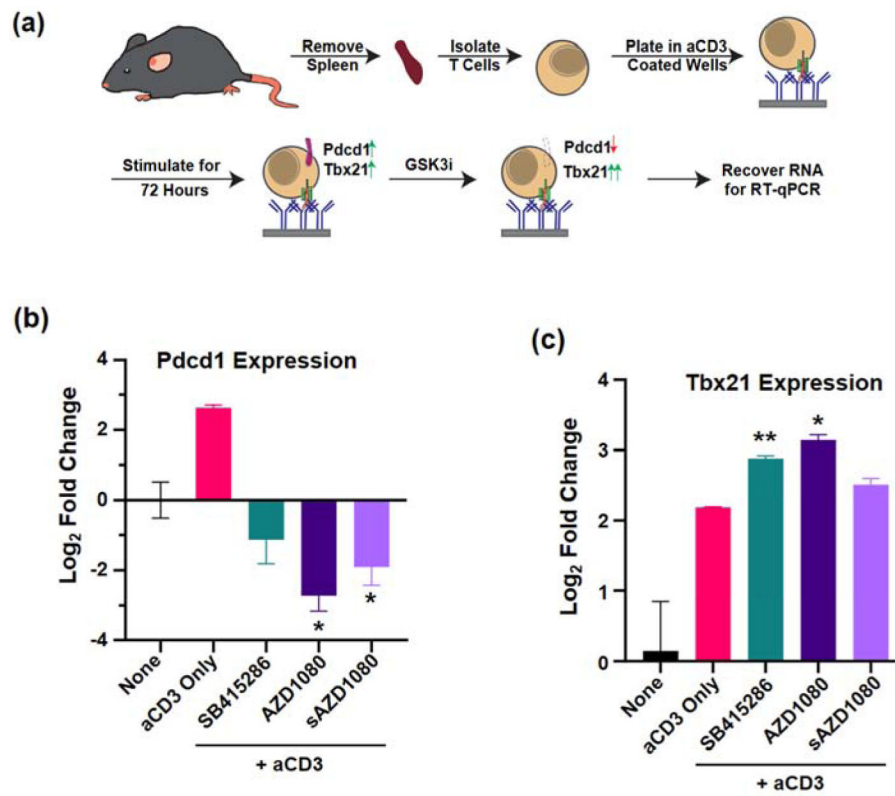 (a)
Remove
Spleen
Isolate
T Cells
Plate in aCD3
Coated Wells
Stimulate for
72 Hours
Pdcd1
Tbx21
GSK3i
Pdcd1
Tbx21
Recover RNA
for RT-qPCR
(b)
Pdcd1 Expression
Log₂ Fold Change
4
2
0
-2
-4
*
*
None
aCD3 Only
SB415286
AZD1080
sAZD1080
+ aCD3
(c)
Tbx21 Expression
Log₂ Fold Change
4
3
2
1
0
**
*
None
aCD3 Only
SB415286
AZD1080
sAZD1080
+ aCD3